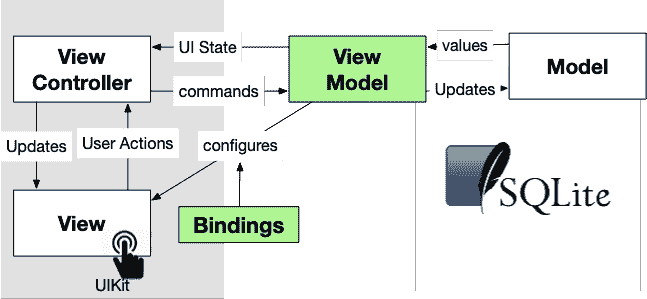 View
Controller
UI State
View
Model
values
Model
commands
Updates
Updates
User Actions
configures
View
Bindings
SQLite
UIKit